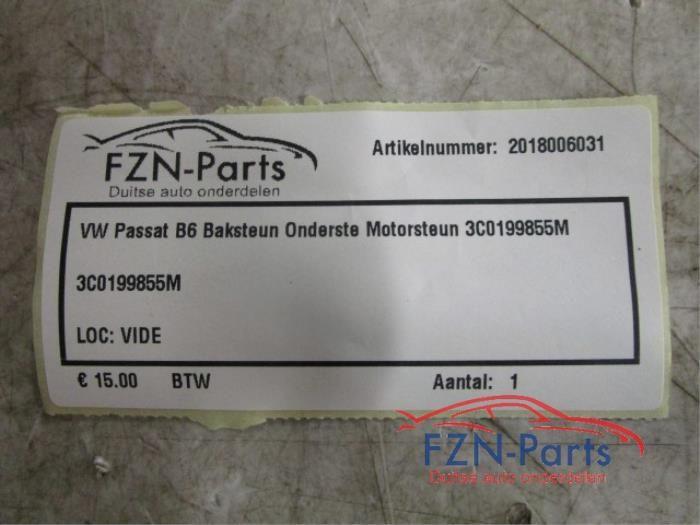 FZN-Parts
Duitse auto onderdelen
Artikelnummer: 2018006031
VW Passat B6 Baksteun Onderste Motorsteun 3C0199855M
3C0199855M
LOC: VIDE
€ 15.00 BTW Aantal: 1
FZN-Parts
Duitse auto onderdelen